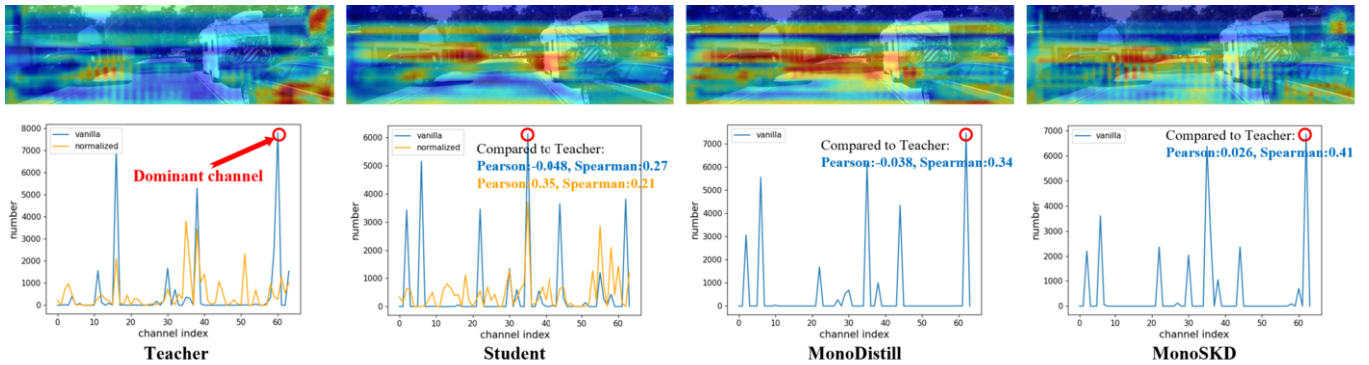 8000
7000
6000
5000
4000
3000
2000
1000
0
number
vanilla
normalized
Dominant channel
0 10 20 30 40 50 60
channel index
Teacher
6000
5000
4000
3000
2000
1000
0
number
vanilla
normalized
Compared to Teacher:
Pearson:-0.048, Spearman:0.27
Pearson:0.35, Spearman:0.21
0 10 20 30 40 50 60
channel index
Student
7000
6000
5000
4000
3000
2000
1000
0
number
vanilla
Compared to Teacher:
Pearson:-0.038, Spearman:0.34
0 10 20 30 40 50 60
channel index
MonoDistill
7000
6000
5000
4000
3000
2000
1000
0
number
vanilla
Compared to Teacher:
Pearson:0.026, Spearman:0.41
0 10 20 30 40 50 60
channel index
MonoSKD